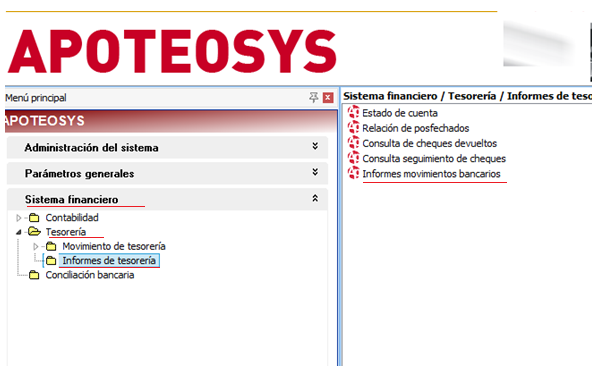 APOTEOSYS
Menú principal
APOTEOSYS
Administración del sistema
Parámetros generales
Sistema financiero
Contabilidad
Tesorería
Movimiento de tesorería
Informes de tesorería
Conciliación bancaria
Sistema financiero / Tesorería / Informes de teso
Estado de cuenta
Relación de posfechados
Consulta de cheques devueltos
Consulta seguimiento de cheques
Informes movimientos bancarios